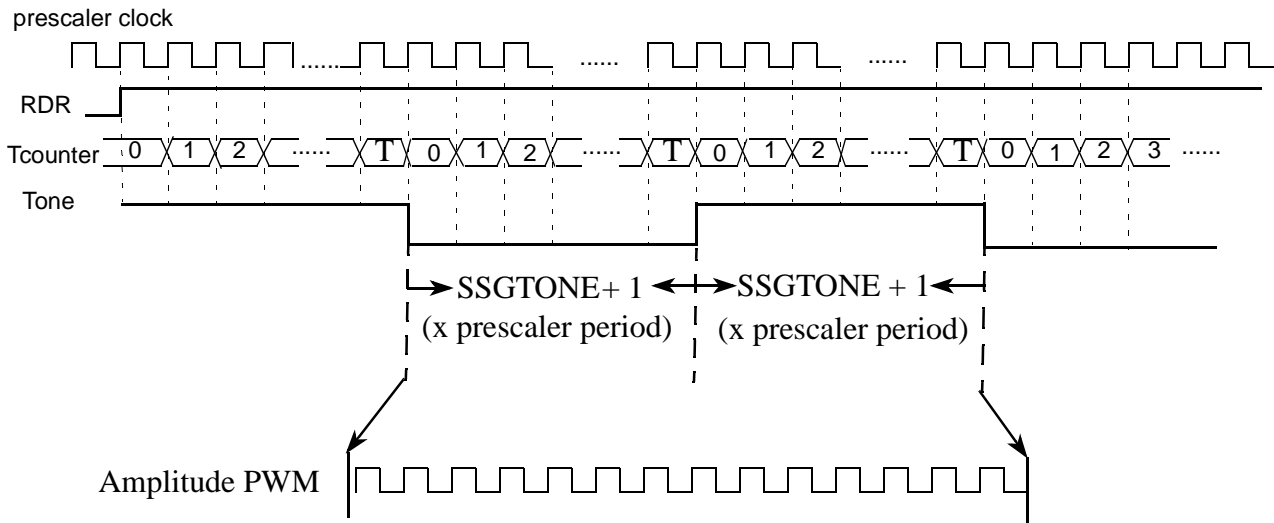 prescaler clock
...... ...... ......
RDR
Tcounter 0 1 2 ...... T 0 1 2 ...... T 0 1 2 ...... T 0 1 2 3 ......
Tone
SSGTONE+ 1 SSGTONE + 1
(x prescaler period) (x prescaler period)
Amplitude PWM